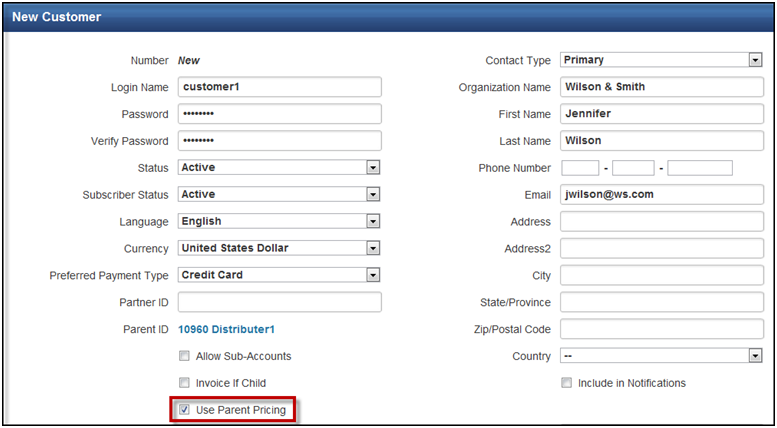 New Customer
Number New
Login Name customer1
Password ••••••••
Verify Password ••••••••
Status Active
Subscriber Status Active
Language English
Currency United States Dollar
Preferred Payment Type Credit Card
Partner ID
Parent ID 10960 Distributer1
Allow Sub-Accounts
Invoice If Child
Use Parent Pricing
Contact Type Primary
Organization Name Wilson & Smith
First Name Jennifer
Last Name Wilson
Phone Number - -
Email jwilson@ws.com
Address
Address2
City
State/Province
Zip/Postal Code
Country --
Include in Notifications